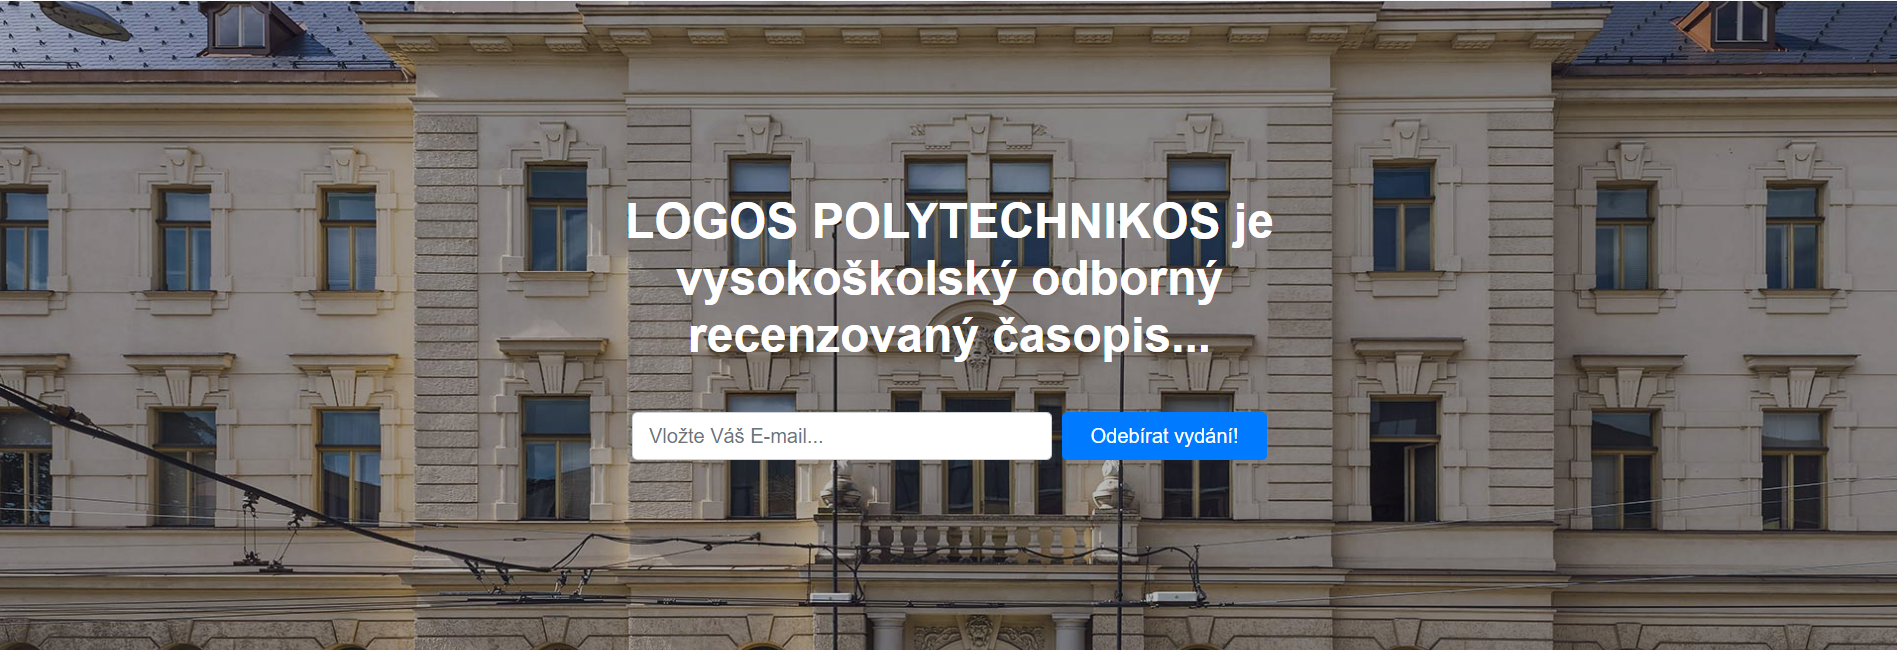 LOGOS POLYTECHNIKOS je
vysokoškolský odborný
recenzovaný časopis...
Vložte Váš E-mail...
Odebírat vydání!